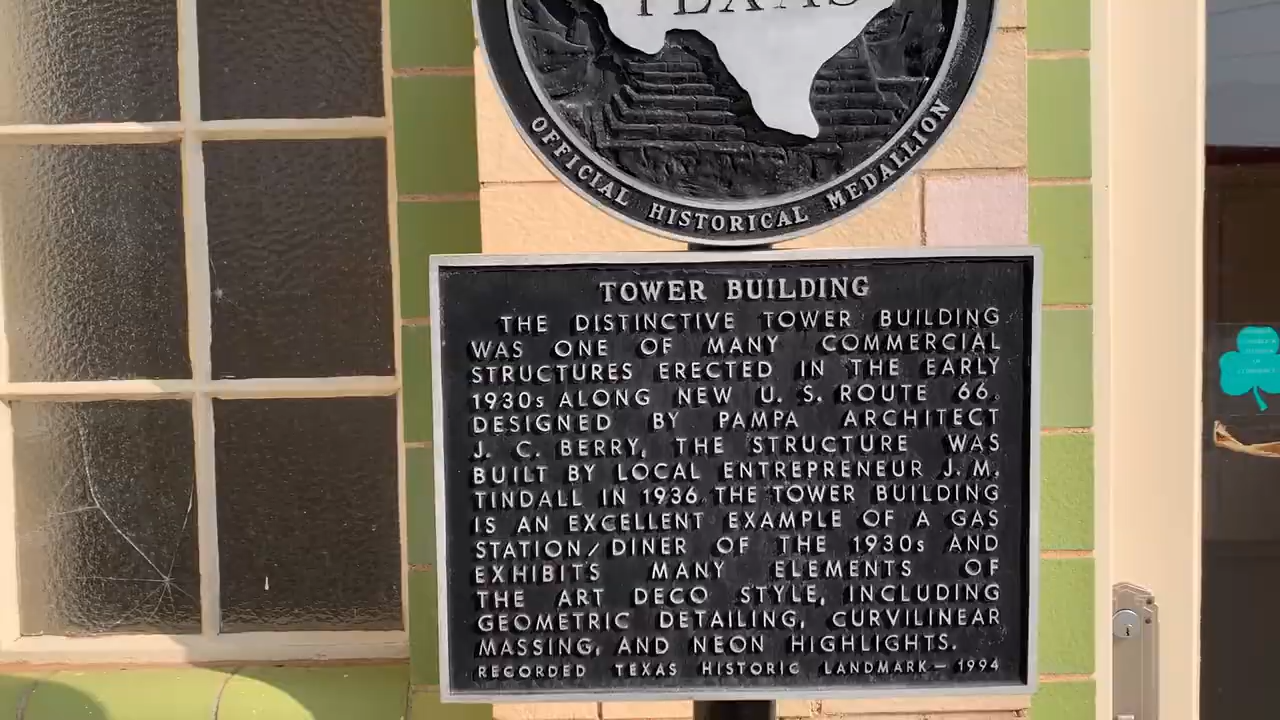 TEXAS
OFFICIAL HISTORICAL MEDALLION
TOWER BUILDING
THE DISTINCTIVE TOWER BUILDING
WAS ONE OF MANY COMMERCIAL
STRUCTURES ERECTED IN THE EARLY
1930s ALONG NEW U. S. ROUTE 66.
DESIGNED BY PAMPA ARCHITECT
J. C. BERRY, THE STRUCTURE WAS
BUILT BY LOCAL ENTREPRENEUR J. M.
TINDALL IN 1936. THE TOWER BUILDING
IS AN EXCELLENT EXAMPLE OF A GAS
STATION/DINER OF THE 1930s AND
EXHIBITS MANY ELEMENTS OF
THE ART DECO STYLE, INCLUDING
GEOMETRIC DETAILING, CURVILINEAR
MASSING, AND NEON HIGHLIGHTS.
RECORDED TEXAS HISTORIC LANDMARK – 1994